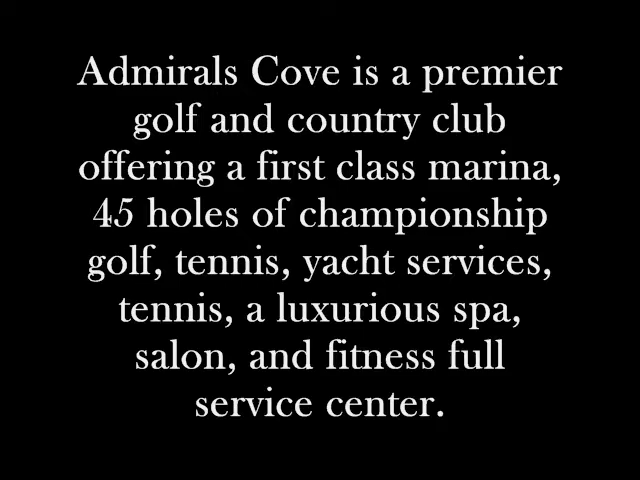 Admirals Cove is a premier
golf and country club
offering a first class marina,
45 holes of championship
golf, tennis, yacht services,
tennis, a luxurious spa,
salon, and fitness full
service center.